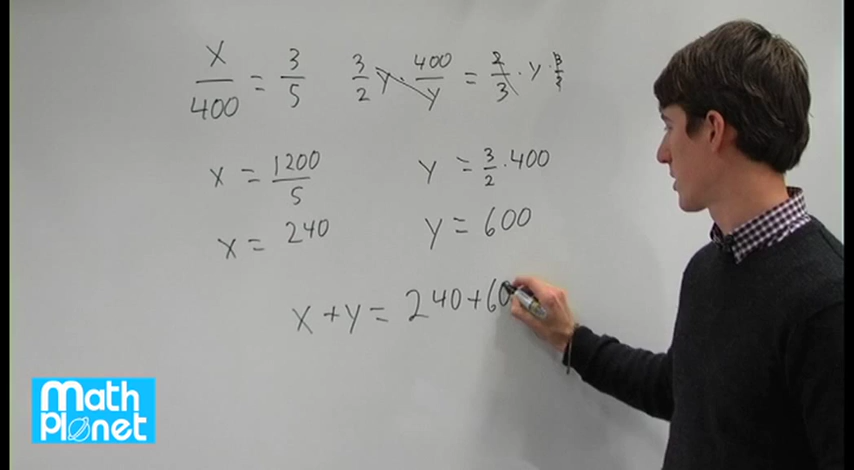 x/400 = 3/5
3/2 y · 400/y = 2/3 · y · 3/2
x = 1200/5
y = 3/2 · 400
x = 240
y = 600
x + y = 240 + 60
Math
Planet